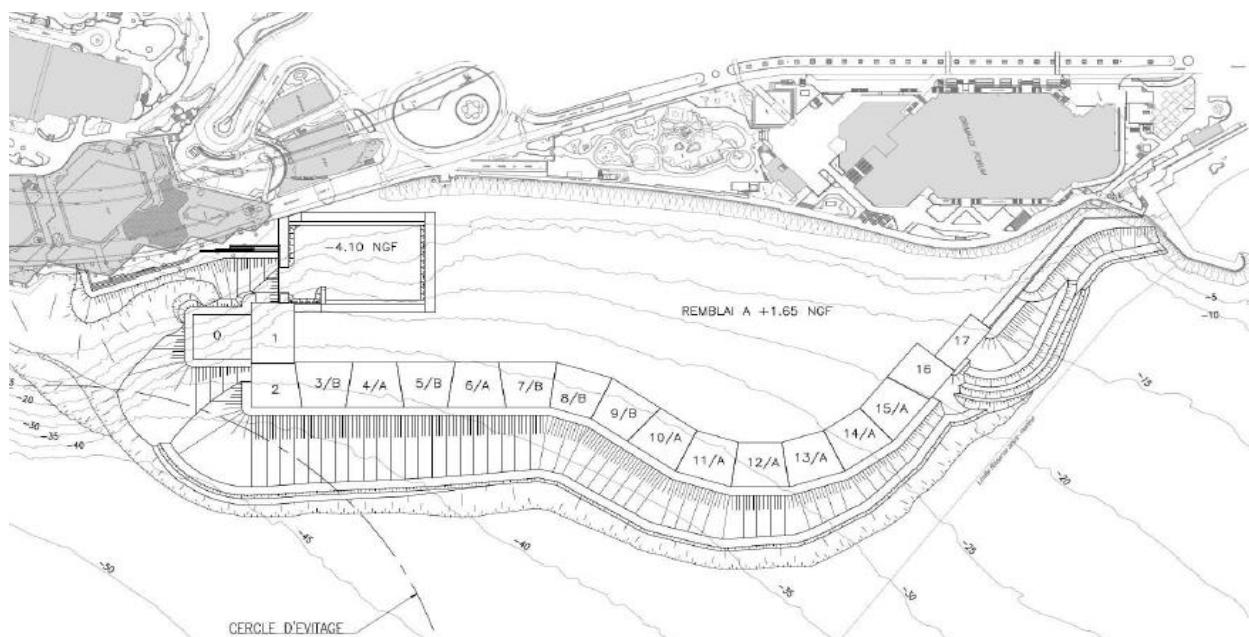 GRIMALDI FORUM
-4.10 NGF
REMBLAI A +1.65 NGF
0
1
2
3/B
4/A
5/B
6/A
7/B
8/B
9/B
10/A
11/A
12/A
13/A
14/A
15/A
16
17
-5
-10
-15
-20
-25
-30
-35
-40
-45
-50
-20
-30
-35
-40
CERCLE D'EVITAGE